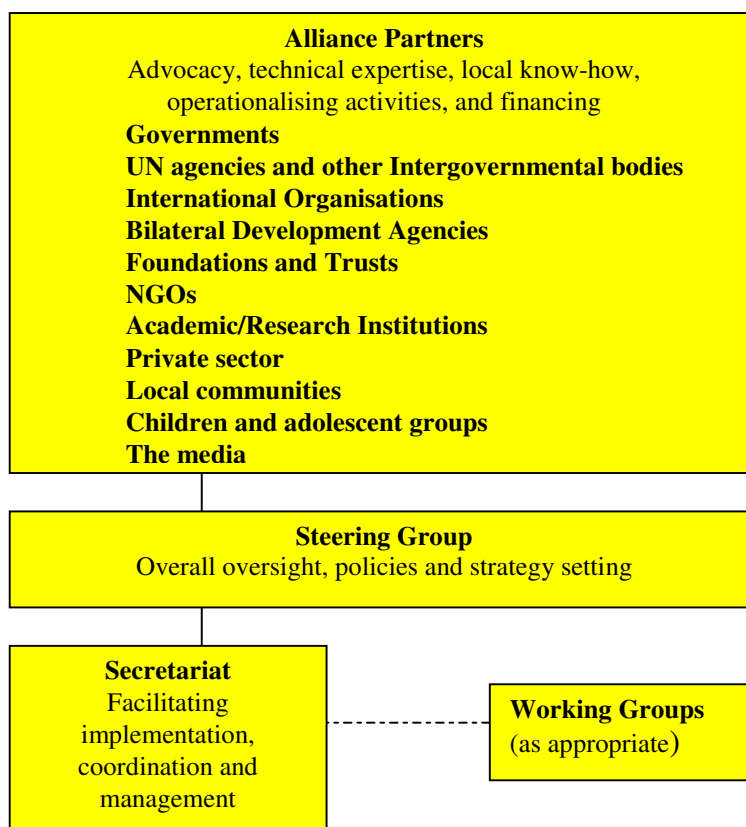 Alliance Partners
Advocacy, technical expertise, local know-how,
operationalising activities, and financing
Governments
UN agencies and other Intergovernmental bodies
International Organisations
Bilateral Development Agencies
Foundations and Trusts
NGOs
Academic/Research Institutions
Private sector
Local communities
Children and adolescent groups
The media
Steering Group
Overall oversight, policies and strategy setting
Secretariat
Facilitating
implementation,
coordination and
management
Working Groups
(as appropriate)